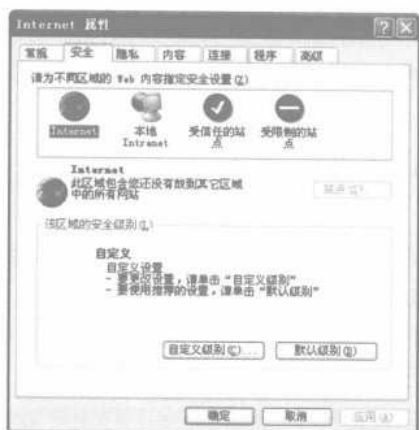 Internet 属性
常规 安全 隐私 内容 连接 程序 高级
请为不同区域的 Web 内容指定安全设置(Z)
Internet
本地
Intranet
受信任的站
点
受限制的站
点
Internet
此区域包含您还没有放到其它区域
中的所有网站
站点(S)...
该区域的安全级别(L)
自定义
自定义设置
- 要更改设置，请单击“自定义级别”
- 要使用推荐的设置，请单击“默认级别”
自定义级别(C)... 默认级别(D)
确定 取消 应用(A)